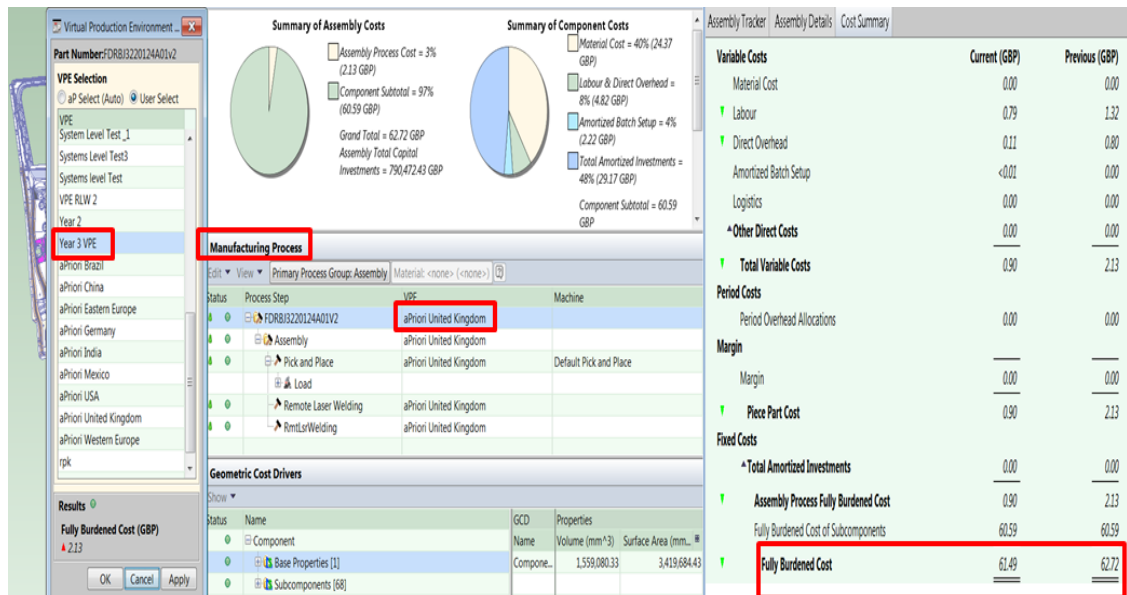 Virtual Production Environment ...
Part Number:FDRBJ3220124A01v2
VPE Selection
aP Select (Auto) User Select
VPE
System Level Test _1
Systems Level Test3
Systems level Test
VPE RLW 2
Year 2
Year 3 VPE
aPriori Brazil
aPriori China
aPriori Eastern Europe
aPriori Germany
aPriori India
aPriori Mexico
aPriori USA
aPriori United Kingdom
aPriori Western Europe
rpk
Results
Fully Burdened Cost (GBP)
2.13
OK Cancel Apply
Summary of Assembly Costs
Assembly Process Cost = 3%
(2.13 GBP)
Component Subtotal = 97%
(60.59 GBP)
Grand Total = 62.72 GBP
Assembly Total Capital
Investments = 790,472.43 GBP
Summary of Component Costs
Material Cost = 40% (24.37
GBP)
Labour & Direct Overhead =
8% (4.82 GBP)
Amortized Batch Setup = 4%
(2.22 GBP)
Total Amortized Investments =
48% (29.17 GBP)
Component Subtotal = 60.59
GBP
Manufacturing Process
Edit View Primary Process Group: Assembly Material: <none> (<none>)
Status Process Step VPE Machine
FDRBJ3220124A01V2 aPriori United Kingdom
Assembly aPriori United Kingdom
Pick and Place aPriori United Kingdom Default Pick and Place
Load
Remote Laser Welding aPriori United Kingdom
RmtLsrWelding aPriori United Kingdom
Geometric Cost Drivers
Show
Status Name GCD Properties
Component Name Volume (mm^3) Surface Area (mm...
Base Properties [1] Compone... 1,559,080.33 3,419,684.43
Subcomponents [68]
Assembly Tracker Assembly Details Cost Summary
Variable Costs Current (GBP) Previous (GBP)
Material Cost 0.00 0.00
Labour 0.79 1.32
Direct Overhead 0.11 0.80
Amortized Batch Setup <0.01 0.00
Logistics 0.00 0.00
Other Direct Costs 0.00 0.00
Total Variable Costs 0.90 2.13
Period Costs
Period Overhead Allocations 0.00 0.00
Margin
Margin 0.00 0.00
Piece Part Cost 0.90 2.13
Fixed Costs
Total Amortized Investments 0.00 0.00
Assembly Process Fully Burdened Cost 0.90 2.13
Fully Burdened Cost of Subcomponents 60.59 60.59
Fully Burdened Cost 61.49 62.72